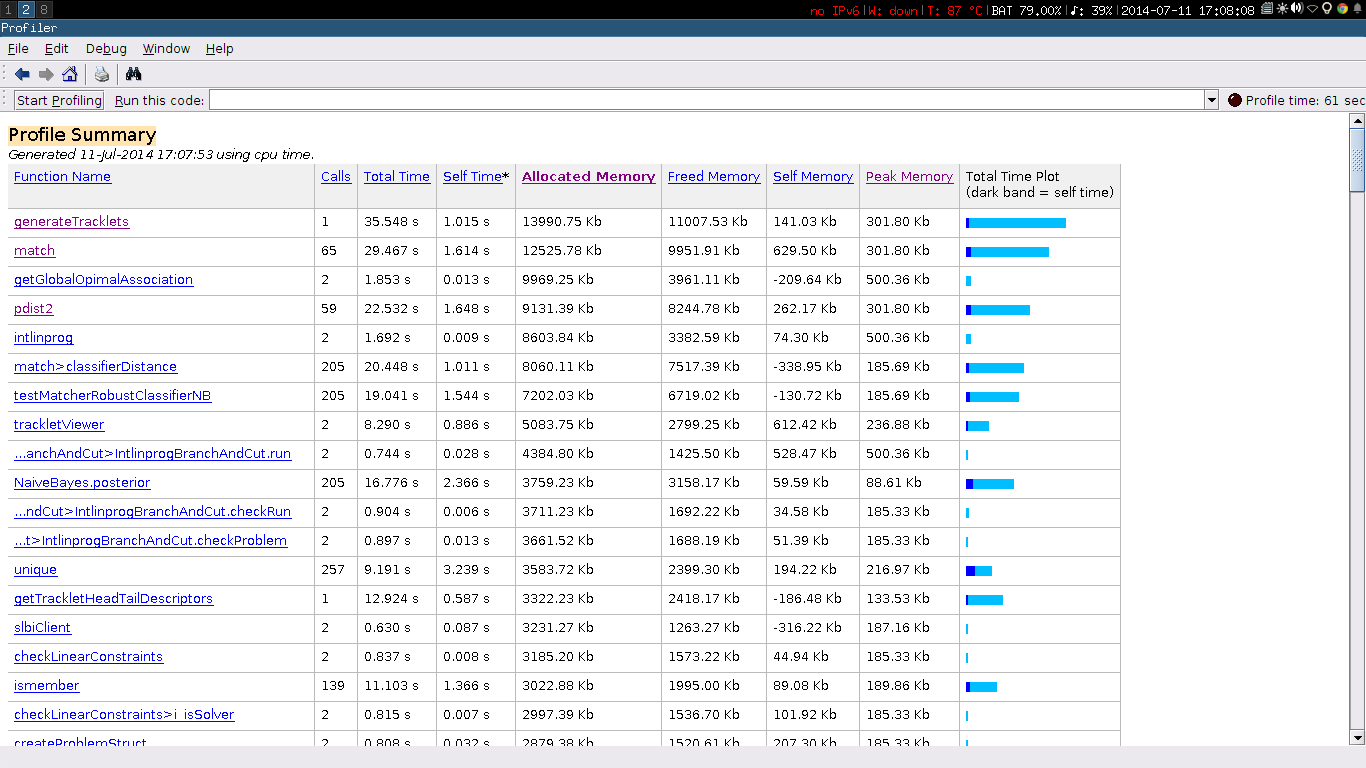 1 2 8 no IPv6|W: down|T: 87 °C|BAT 79.00%|♪: 39%|2014-07-11 17:08:08
Profiler
File Edit Debug Window Help
Start Profiling Run this code: Profile time: 61 sec
Profile Summary
Generated 11-Jul-2014 17:07:53 using cpu time.
Function Name Calls Total Time Self Time* Allocated Memory Freed Memory Self Memory Peak Memory Total Time Plot
(dark band = self time)
generateTracklets 1 35.548 s 1.015 s 13990.75 Kb 11007.53 Kb 141.03 Kb 301.80 Kb
match 65 29.467 s 1.614 s 12525.78 Kb 9951.91 Kb 629.50 Kb 301.80 Kb
getGlobalOpimalAssociation 2 1.853 s 0.013 s 9969.25 Kb 3961.11 Kb -209.64 Kb 500.36 Kb
pdist2 59 22.532 s 1.648 s 9131.39 Kb 8244.78 Kb 262.17 Kb 301.80 Kb
intlinprog 2 1.692 s 0.009 s 8603.84 Kb 3382.59 Kb 74.30 Kb 500.36 Kb
match>classifierDistance 205 20.448 s 1.011 s 8060.11 Kb 7517.39 Kb -338.95 Kb 185.69 Kb
testMatcherRobustClassifierNB 205 19.041 s 1.544 s 7202.03 Kb 6719.02 Kb -130.72 Kb 185.69 Kb
trackletViewer 2 8.290 s 0.886 s 5083.75 Kb 2799.25 Kb 612.42 Kb 236.88 Kb
...anchAndCut>IntlinprogBranchAndCut.run 2 0.744 s 0.028 s 4384.80 Kb 1425.50 Kb 528.47 Kb 500.36 Kb
NaiveBayes.posterior 205 16.776 s 2.366 s 3759.23 Kb 3158.17 Kb 59.59 Kb 88.61 Kb
...ndCut>IntlinprogBranchAndCut.checkRun 2 0.904 s 0.006 s 3711.23 Kb 1692.22 Kb 34.58 Kb 185.33 Kb
...t>IntlinprogBranchAndCut.checkProblem 2 0.897 s 0.013 s 3661.52 Kb 1688.19 Kb 51.39 Kb 185.33 Kb
unique 257 9.191 s 3.239 s 3583.72 Kb 2399.30 Kb 194.22 Kb 216.97 Kb
getTrackletHeadTailDescriptors 1 12.924 s 0.587 s 3322.23 Kb 2418.17 Kb -186.48 Kb 133.53 Kb
slbiClient 2 0.630 s 0.087 s 3231.27 Kb 1263.27 Kb -316.22 Kb 187.16 Kb
checkLinearConstraints 2 0.837 s 0.008 s 3185.20 Kb 1573.22 Kb 44.94 Kb 185.33 Kb
ismember 139 11.103 s 1.366 s 3022.88 Kb 1995.00 Kb 89.08 Kb 189.86 Kb
checkLinearConstraints>i_isSolver 2 0.815 s 0.007 s 2997.39 Kb 1536.70 Kb 101.92 Kb 185.33 Kb
createProblemStruct 2 0.808 s 0.032 s 2879.38 Kb 1520.61 Kb 207.30 Kb 185.33 Kb